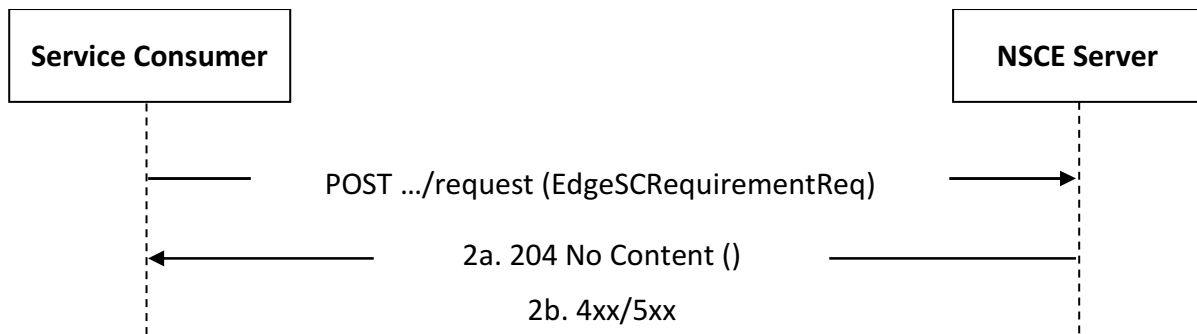 Service Consumer
NSCE Server
POST .../request (EdgeSCRequirementReq)
2a. 204 No Content ()
2b. 4xx/5xx